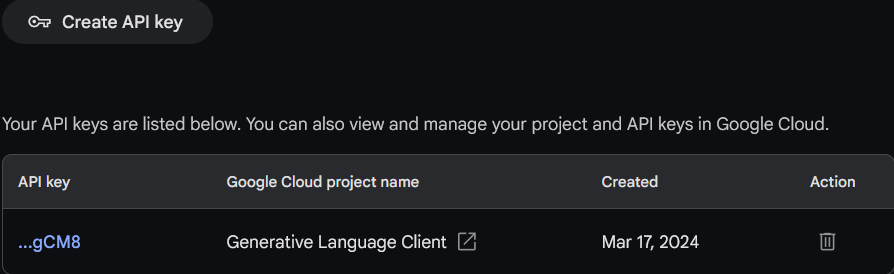 Create API key
Your API keys are listed below. You can also view and manage your project and API keys in Google Cloud.
API key Google Cloud project name Created Action
...gCM8 Generative Language Client Mar 17, 2024